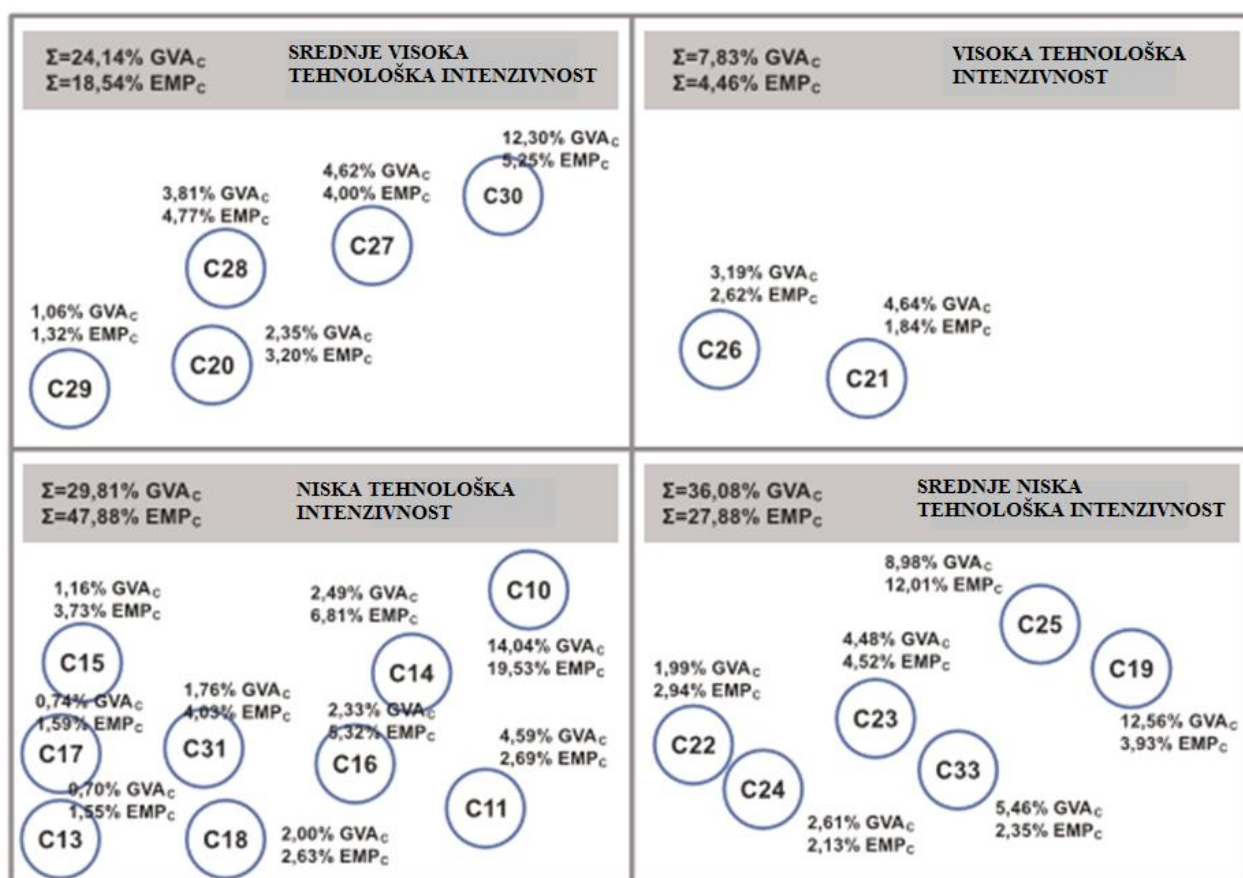 Σ=24,14% GVAC
Σ=18,54% EMPC
SREDNJE VISOKA
TEHNOLOŠKA INTENZIVNOST
12,30% GVAC
5,25% EMPC
C30
4,62% GVAC
4,00% EMPC
C27
3,81% GVAC
4,77% EMPC
C28
1,06% GVAC
1,32% EMPC
C29
C20
2,35% GVAC
3,20% EMPC
Σ=7,83% GVAC
Σ=4,46% EMPC
VISOKA TEHNOLOŠKA
INTENZIVNOST
3,19% GVAC
2,62% EMPC
C26
4,64% GVAC
1,84% EMPC
C21
Σ=29,81% GVAC
Σ=47,88% EMPC
NISKA TEHNOLOŠKA
INTENZIVNOST
C10
14,04% GVAC
19,53% EMPC
1,16% GVAC
3,73% EMPC
C15
2,49% GVAC
6,81% EMPC
C14
0,74% GVAC
1,59% EMPC
C17
1,76% GVAC
4,03% EMPC
C31
2,33% GVAC
5,32% EMPC
C16
4,59% GVAC
2,69% EMPC
C11
0,70% GVAC
1,55% EMPC
C13
C18
2,00% GVAC
2,63% EMPC
Σ=36,08% GVAC
Σ=27,88% EMPC
SREDNJE NISKA
TEHNOLOŠKA INTENZIVNOST
8,98% GVAC
12,01% EMPC
C25
C19
12,56% GVAC
3,93% EMPC
4,48% GVAC
4,52% EMPC
C23
1,99% GVAC
2,94% EMPC
C22
C24
2,61% GVAC
2,13% EMPC
C33
5,46% GVAC
2,35% EMPC